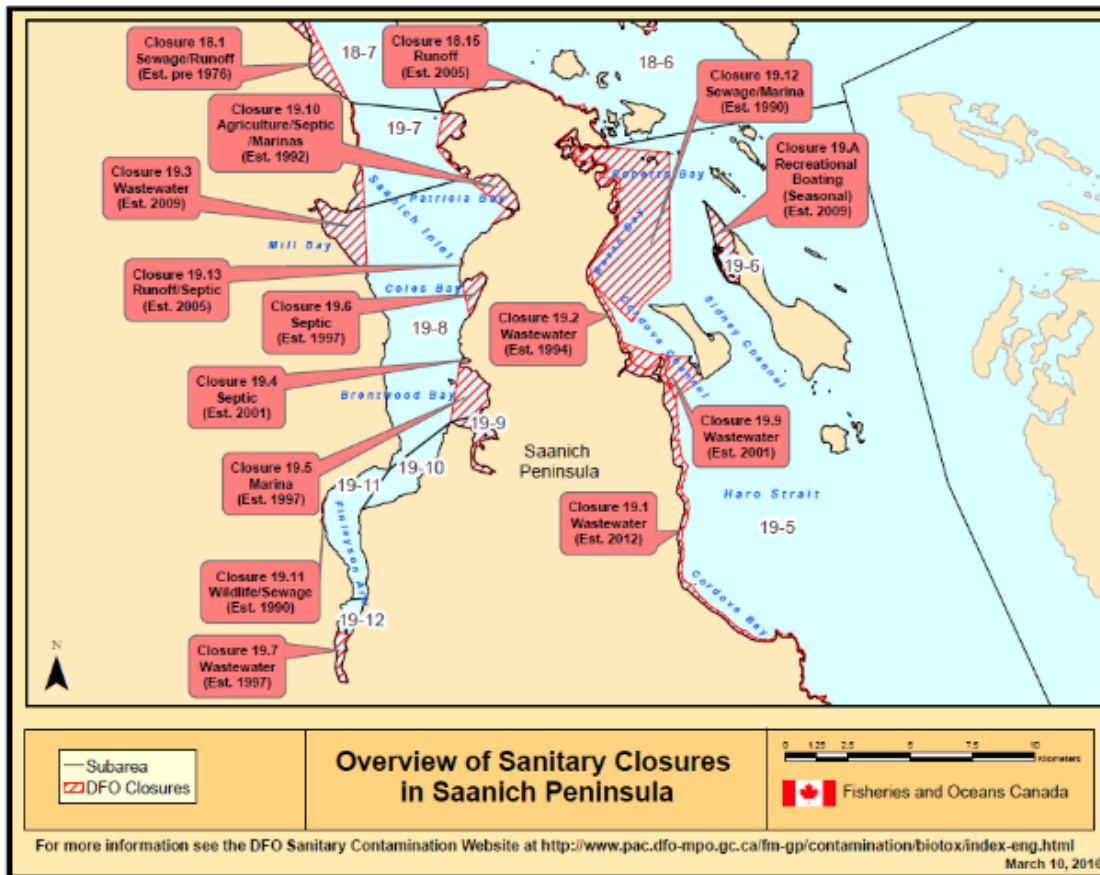 Closure 18.1
Sewage/Runoff
(Est. pre 1976)
18-7
Closure 18.15
Runoff
(Est. 2005)
18-6
Closure 19.12
Sewage/Marina
(Est. 1990)
Closure 19.10
Agriculture/Septic
/Marinas
(Est. 1992)
19-7
Closure 19.A
Recreational
Boating
(Seasonal)
(Est. 2009)
Closure 19.3
Wastewater
(Est. 2009)
Roberts Bay
Patricia Bay
Saanich Inlet
Mill Bay
Bazan Bay
19-6
Closure 19.13
Runoff/Septic
(Est. 2005)
Coles Bay
Closure 19.6
Septic
(Est. 1997)
19-8
Closure 19.2
Wastewater
(Est. 1994)
Cordova Channel
Sidney Channel
Closure 19.4
Septic
(Est. 2001)
Brentwood Bay
19-9
Closure 19.9
Wastewater
(Est. 2001)
Saanich
Peninsula
Closure 19.5
Marina
(Est. 1997)
19-10
19-11
Haro Strait
19-5
Closure 19.1
Wastewater
(Est. 2012)
Finlayson Arm
Closure 19.11
Wildlife/Sewage
(Est. 1990)
Cordova Bay
19-12
Closure 19.7
Wastewater
(Est. 1997)
N
Subarea
DFO Closures
Overview of Sanitary Closures
in Saanich Peninsula
0 1.25 2.5 5 7.5 10
Kilometers
Fisheries and Oceans Canada
For more information see the DFO Sanitary Contamination Website at http://www.pac.dfo-mpo.gc.ca/fm-gp/contamination/biotox/index-eng.html
March 10, 2016